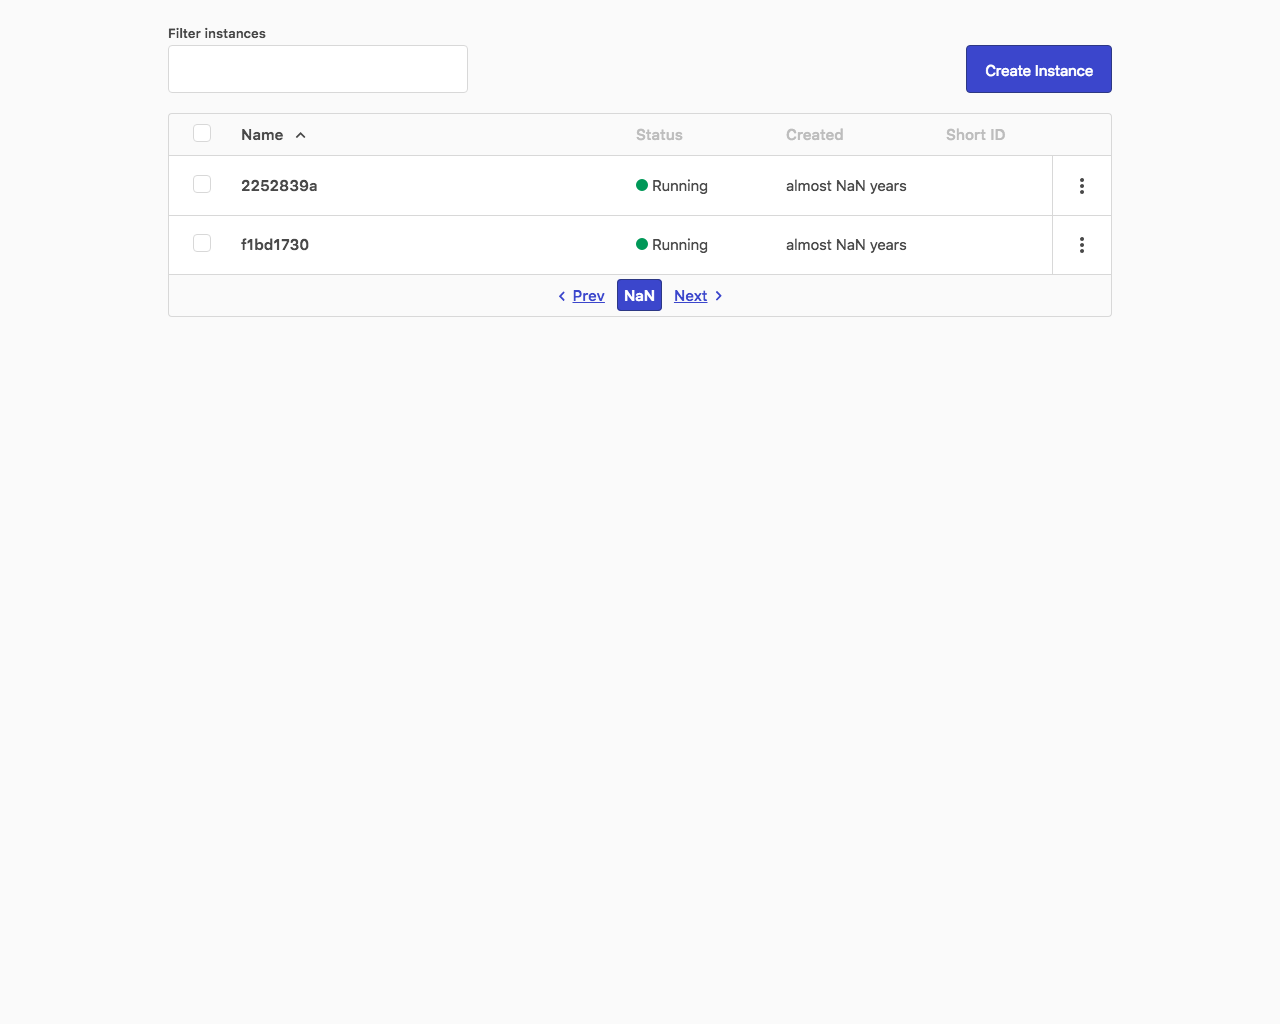 Filter instances
Create Instance
Name Status Created Short ID
2252839a Running almost NaN years
f1bd1730 Running almost NaN years
Prev NaN Next